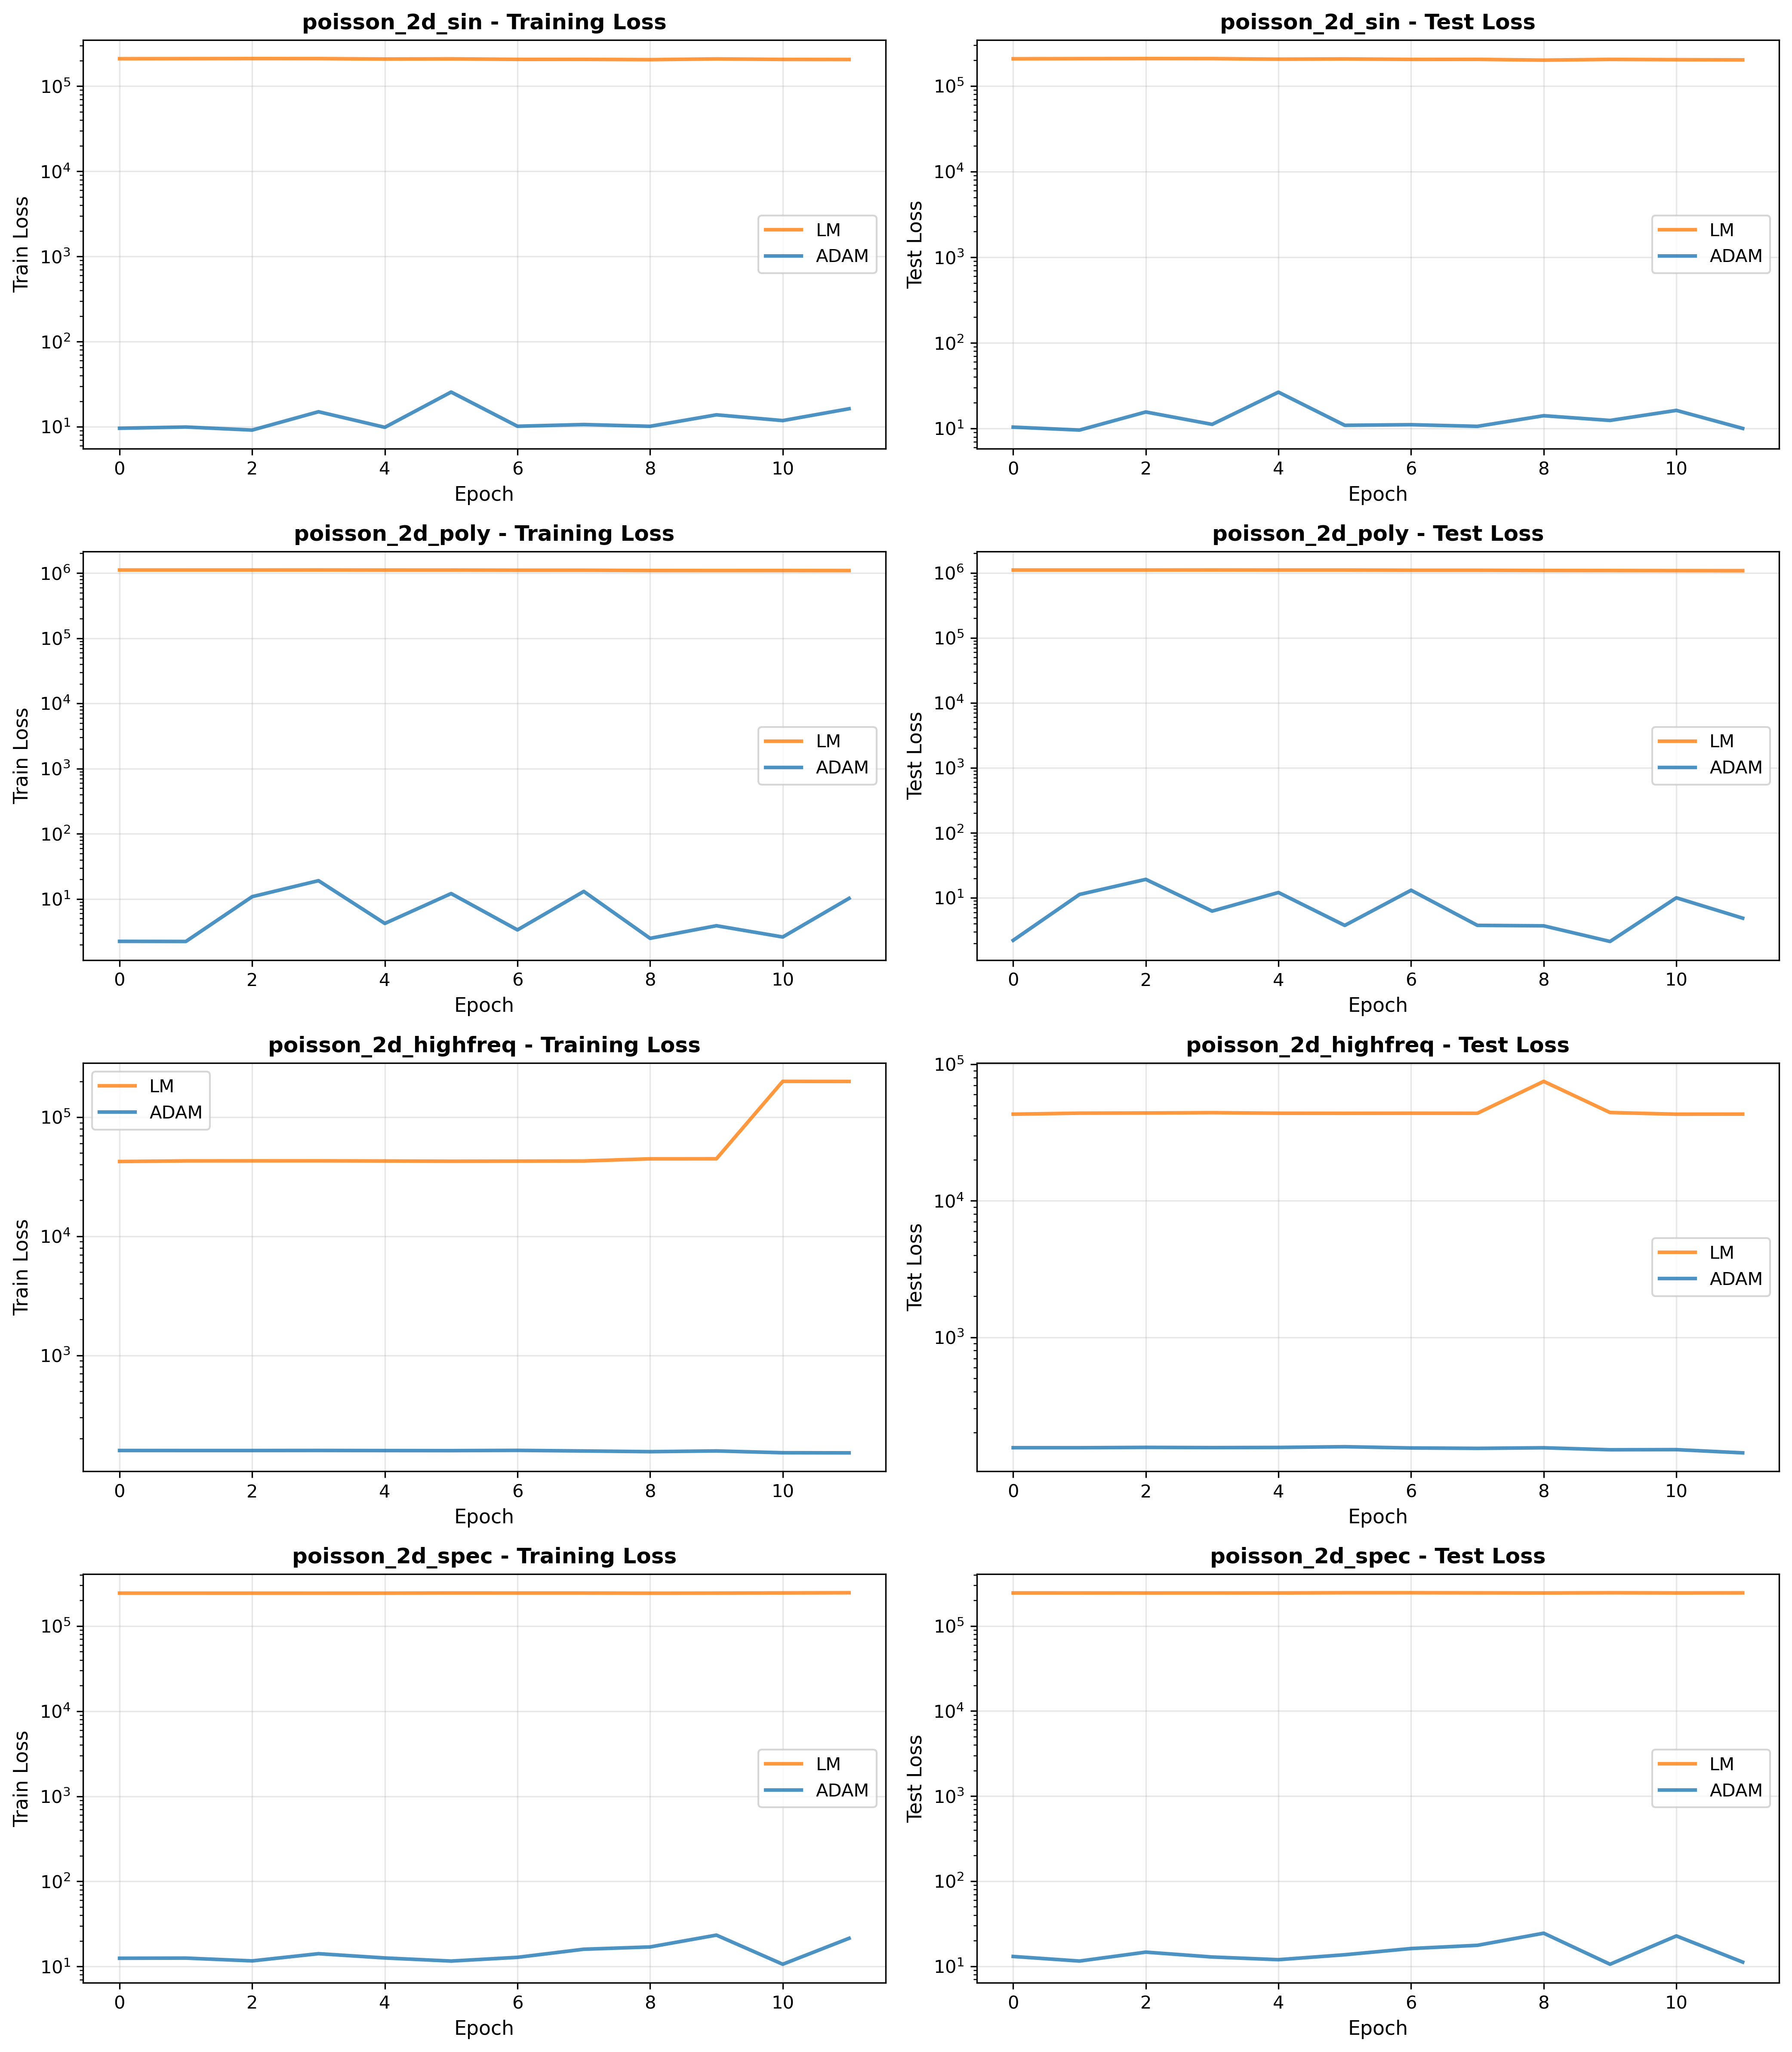 poisson_2d_sin - Training Loss
Train Loss
10^5
10^4
10^3
10^2
10^1
LM
ADAM
0 2 4 6 8 10
Epoch
poisson_2d_sin - Test Loss
Test Loss
10^5
10^4
10^3
10^2
10^1
LM
ADAM
0 2 4 6 8 10
Epoch
poisson_2d_poly - Training Loss
Train Loss
10^6
10^5
10^4
10^3
10^2
10^1
LM
ADAM
0 2 4 6 8 10
Epoch
poisson_2d_poly - Test Loss
Test Loss
10^6
10^5
10^4
10^3
10^2
10^1
LM
ADAM
0 2 4 6 8 10
Epoch
poisson_2d_highfreq - Training Loss
Train Loss
10^5
10^4
10^3
LM
ADAM
0 2 4 6 8 10
Epoch
poisson_2d_highfreq - Test Loss
Test Loss
10^5
10^4
10^3
LM
ADAM
0 2 4 6 8 10
Epoch
poisson_2d_spec - Training Loss
Train Loss
10^5
10^4
10^3
10^2
10^1
LM
ADAM
0 2 4 6 8 10
Epoch
poisson_2d_spec - Test Loss
Test Loss
10^5
10^4
10^3
10^2
10^1
LM
ADAM
0 2 4 6 8 10
Epoch